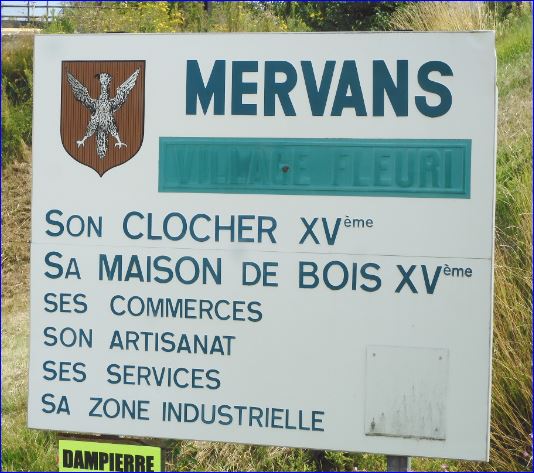 MERVANS
VILLAGE FLEURI
SON CLOCHER XVème
SA MAISON DE BOIS XVème
SES COMMERCES
SON ARTISANAT
SES SERVICES
SA ZONE INDUSTRIELLE
DAMPIERRE